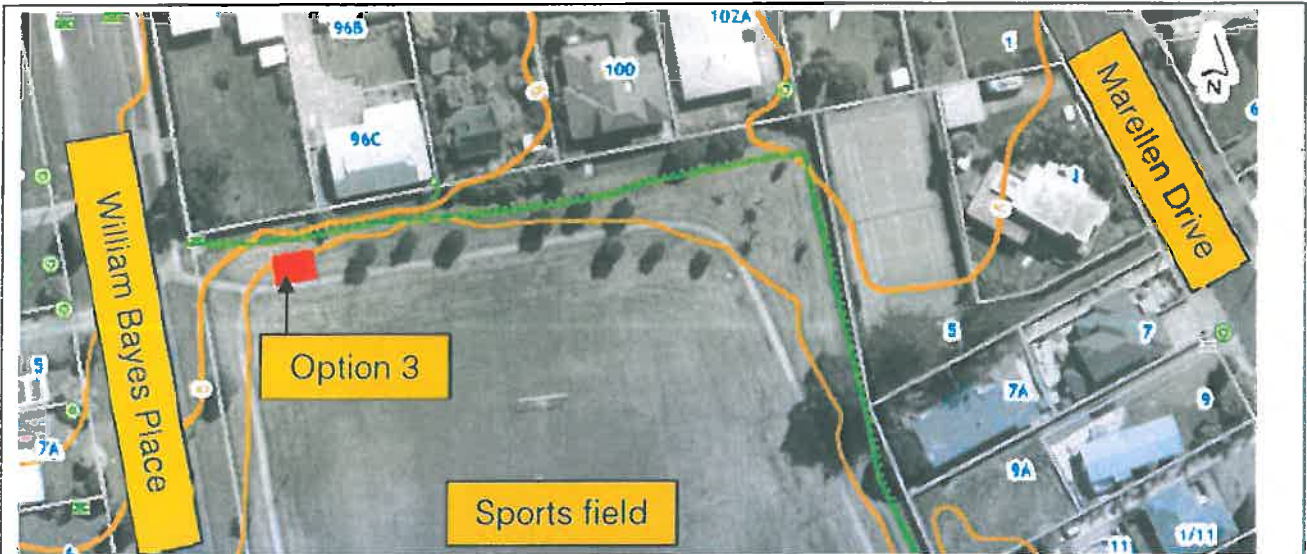 102A
96B
1
100
N
6
96C
Marellen Drive
William Bayes Place
5
7
Option 3
5
7A
9
7A
9A
Sports field
11
1/11